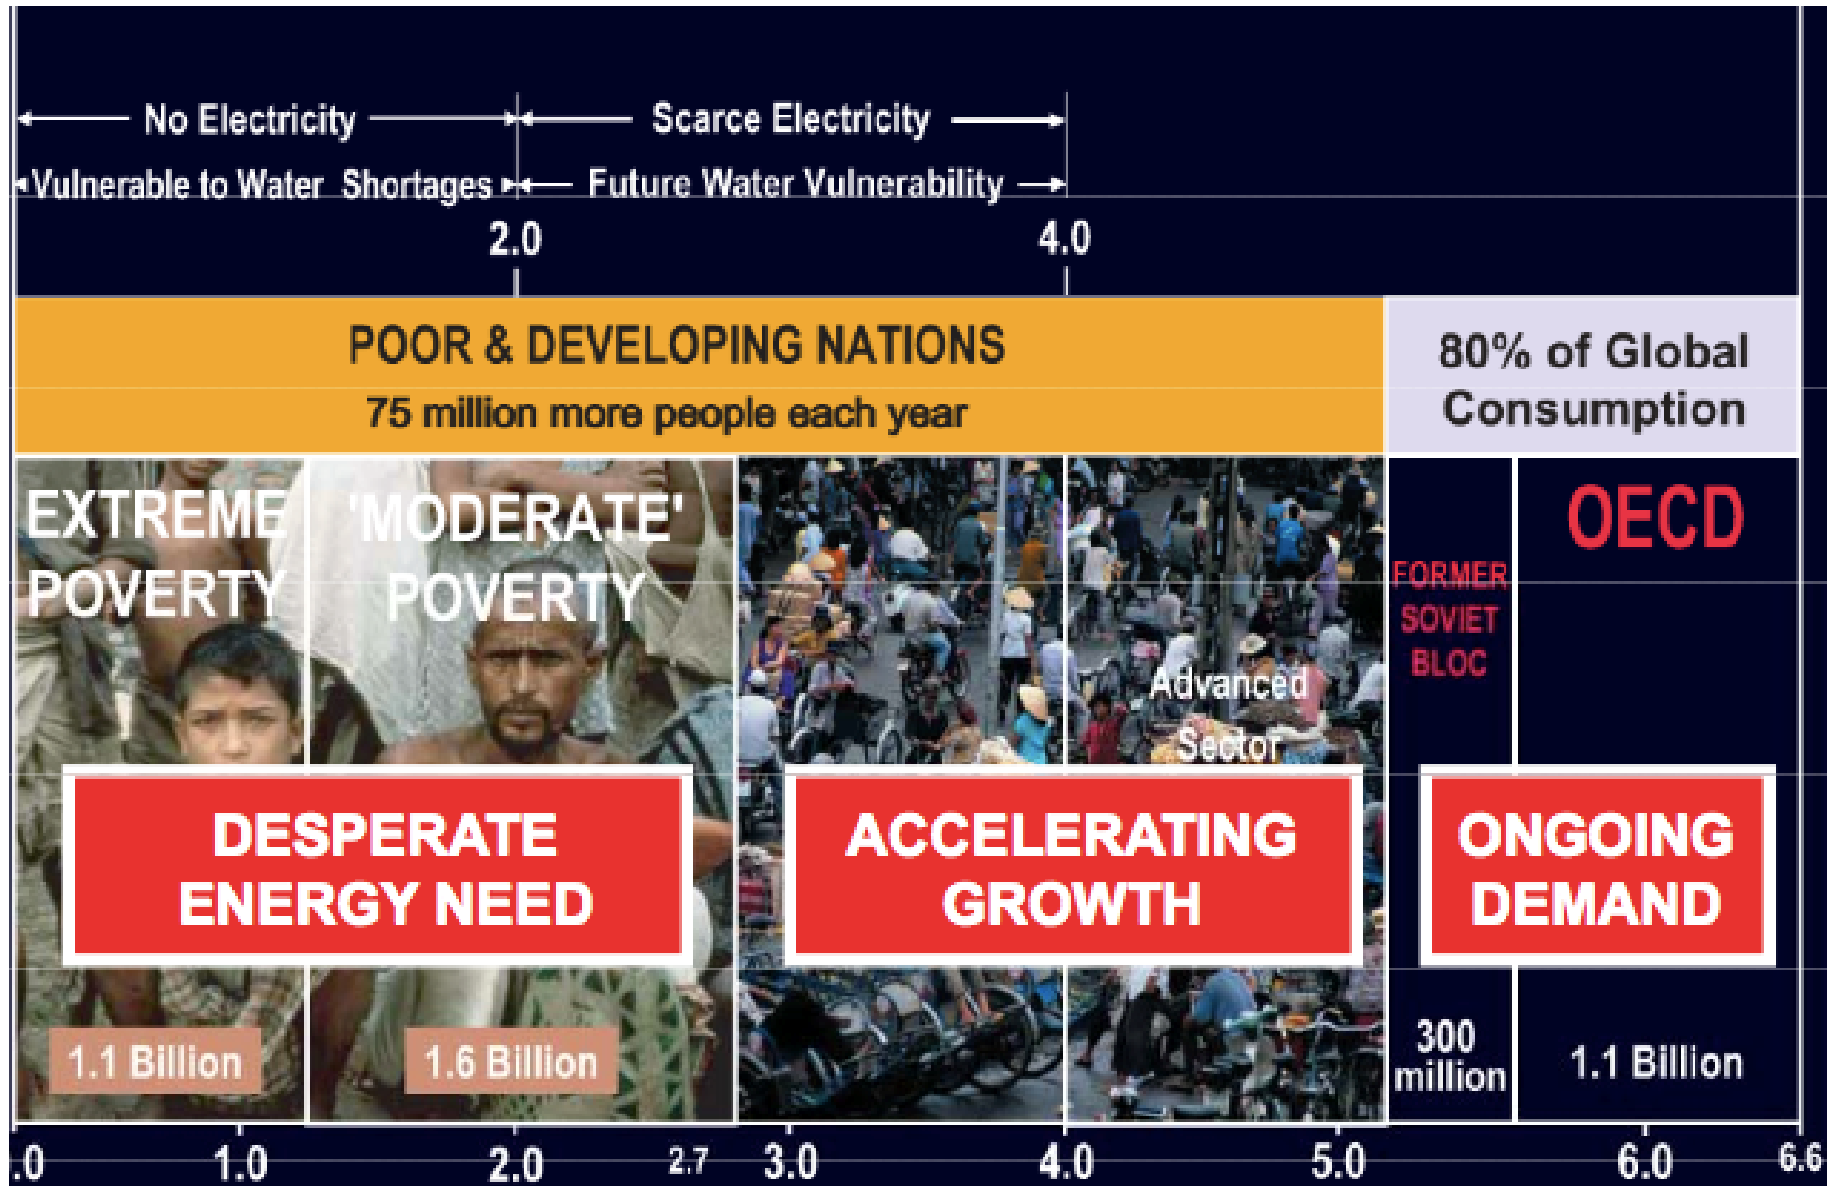 No Electricity
Scarce Electricity
Vulnerable to Water Shortages
Future Water Vulnerability
2.0
4.0
POOR & DEVELOPING NATIONS
75 million more people each year
80% of Global
Consumption
EXTREME
POVERTY
'MODERATE'
POVERTY
Advanced
Sector
FORMER
SOVIET
BLOC
OECD
DESPERATE
ENERGY NEED
ACCELERATING
GROWTH
ONGOING
DEMAND
1.1 Billion
1.6 Billion
300
million
1.1 Billion
.0 1.0 2.0 2.7 3.0 4.0 5.0 6.0 6.6